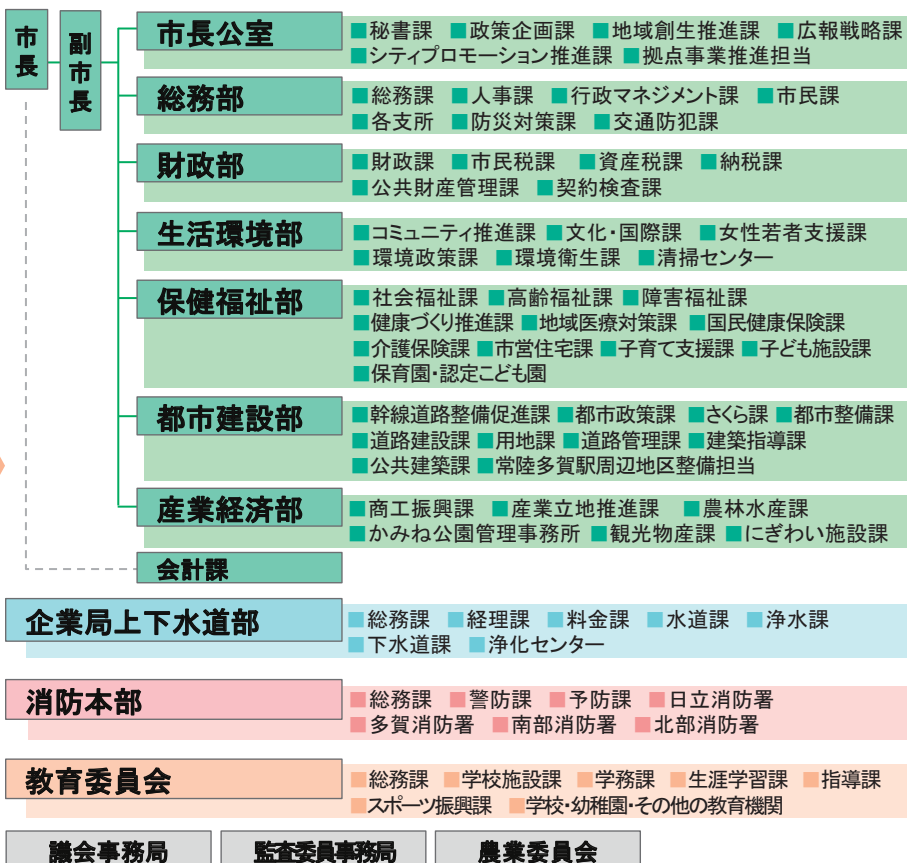 市長
副市長
市長公室
■秘書課 ■政策企画課 ■地域創生推進課 ■広報戦略課
■シティプロモーション推進課 ■拠点事業推進担当
総務部
■総務課 ■人事課 ■行政マネジメント課 ■市民課
■各支所 ■防災対策課 ■交通防犯課
財政部
■財政課 ■市民税課 ■資産税課 ■納税課
■公共財産管理課 ■契約検査課
生活環境部
■コミュニティ推進課 ■文化・国際課 ■女性若者支援課
■環境政策課 ■環境衛生課 ■清掃センター
保健福祉部
■社会福祉課 ■高齢福祉課 ■障害福祉課
■健康づくり推進課 ■地域医療対策課 ■国民健康保険課
■介護保険課 ■市営住宅課 ■子育て支援課 ■子ども施設課
■保育園・認定こども園
都市建設部
■幹線道路整備促進課 ■都市政策課 ■さくら課 ■都市整備課
■道路建設課 ■用地課 ■道路管理課 ■建築指導課
■公共建築課 ■常陸多賀駅周辺地区整備担当
産業経済部
■商工振興課 ■産業立地推進課 ■農林水産課
■かみね公園管理事務所 ■観光物産課 ■にぎわい施設課
会計課
企業局上下水道部
■総務課 ■経理課 ■料金課 ■水道課 ■浄水課
■下水道課 ■浄化センター
消防本部
■総務課 ■警防課 ■予防課 ■日立消防署
■多賀消防署 ■南部消防署 ■北部消防署
教育委員会
■総務課 ■学校施設課 ■学務課 ■生涯学習課 ■指導課
■スポーツ振興課 ■学校・幼稚園・その他の教育機関
議会事務局 監査委員事務局 農業委員会